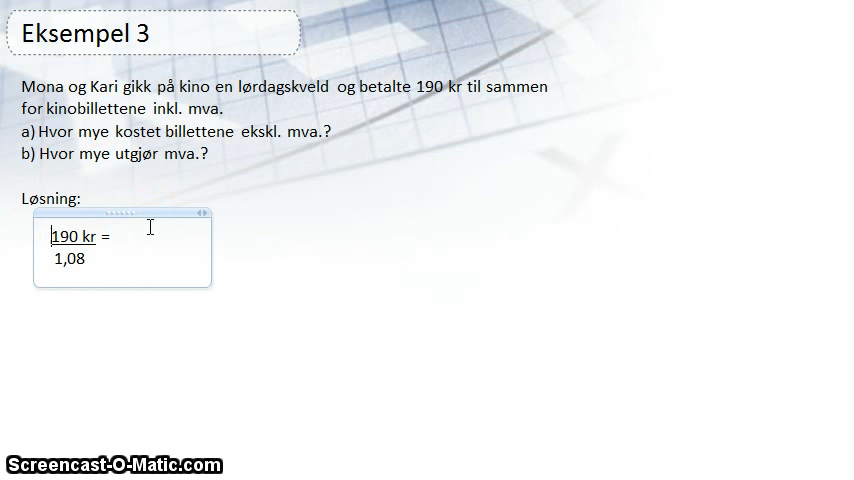 Eksempel 3
Mona og Kari gikk på kino en lørdagskveld og betalte 190 kr til sammen
for kinobillettene inkl. mva.
a) Hvor mye kostet billettene ekskl. mva.?
b) Hvor mye utgjør mva.?
Løsning:
190 kr =
1,08
Screencast-O-Matic.com